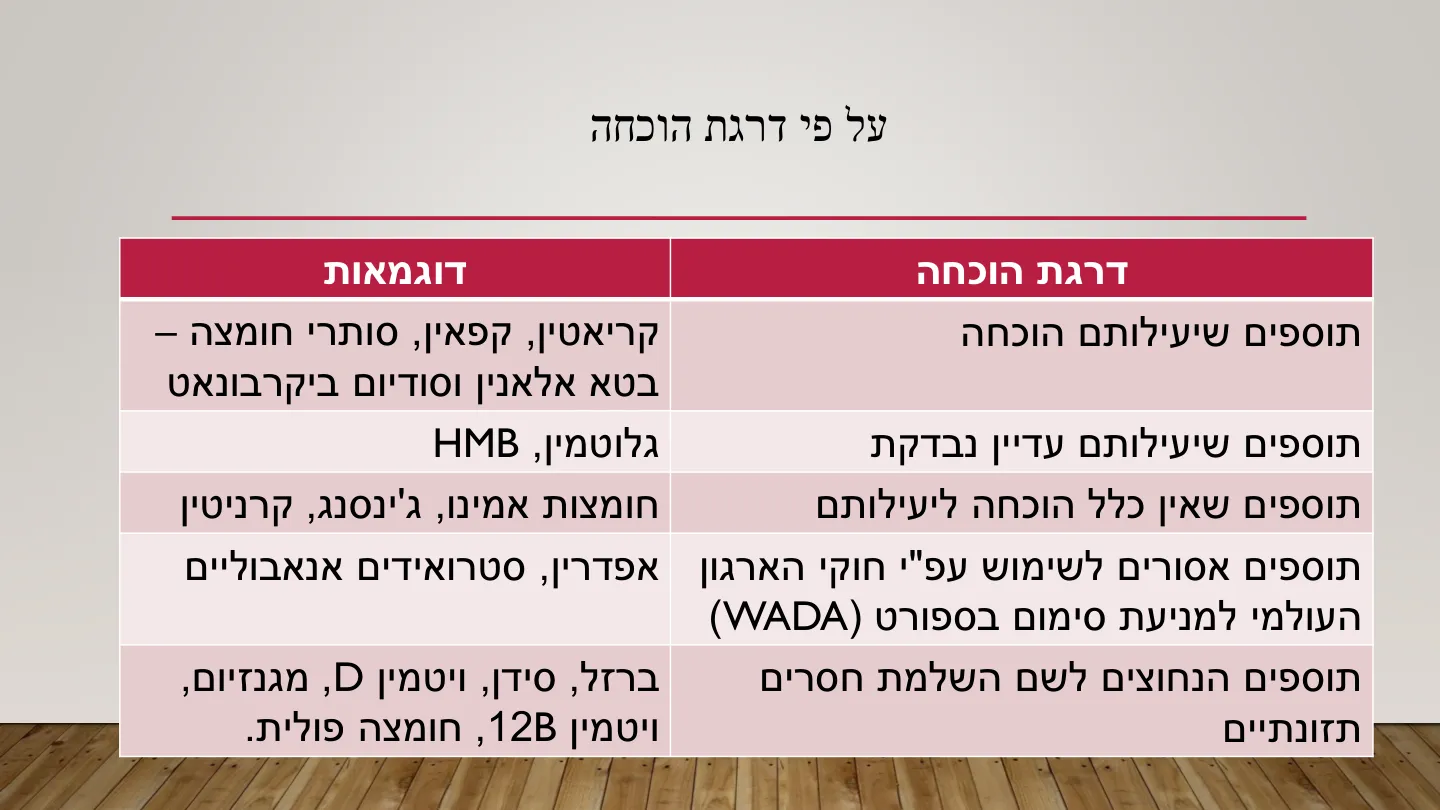 על פי דרגת הוכחה
דרגת הוכחה
דוגמאות
תוספים שיעילותם הוכחה
קריאטין, קפאין, סותרי חומצה –
בטא אלאנין וסודיום ביקרבונאט
תוספים שיעילותם עדיין נבדקת
גלוטמין, HMB
תוספים שאין כלל הוכחה ליעילותם
חומצות אמינו, ג'ינסנג, קרניטין
תוספים אסורים לשימוש עפ"י חוקי הארגון
העולמי למניעת סימום בספורט (WADA)
אפדרין, סטרואידים אנאבוליים
תוספים הנחוצים לשם השלמת חסרים
תזונתיים
ברזל, סידן, ויטמין D, מגנזיום,
ויטמין 12B, חומצה פולית.